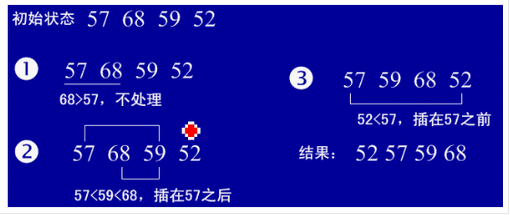 初始状态 57 68 59 52
❶ 57 68 59 52
68>57，不处理
❷ 57 68 59 52
57<59<68，插在57之后
❸ 57 59 68 52
52<57，插在57之前
结果： 52 57 59 68